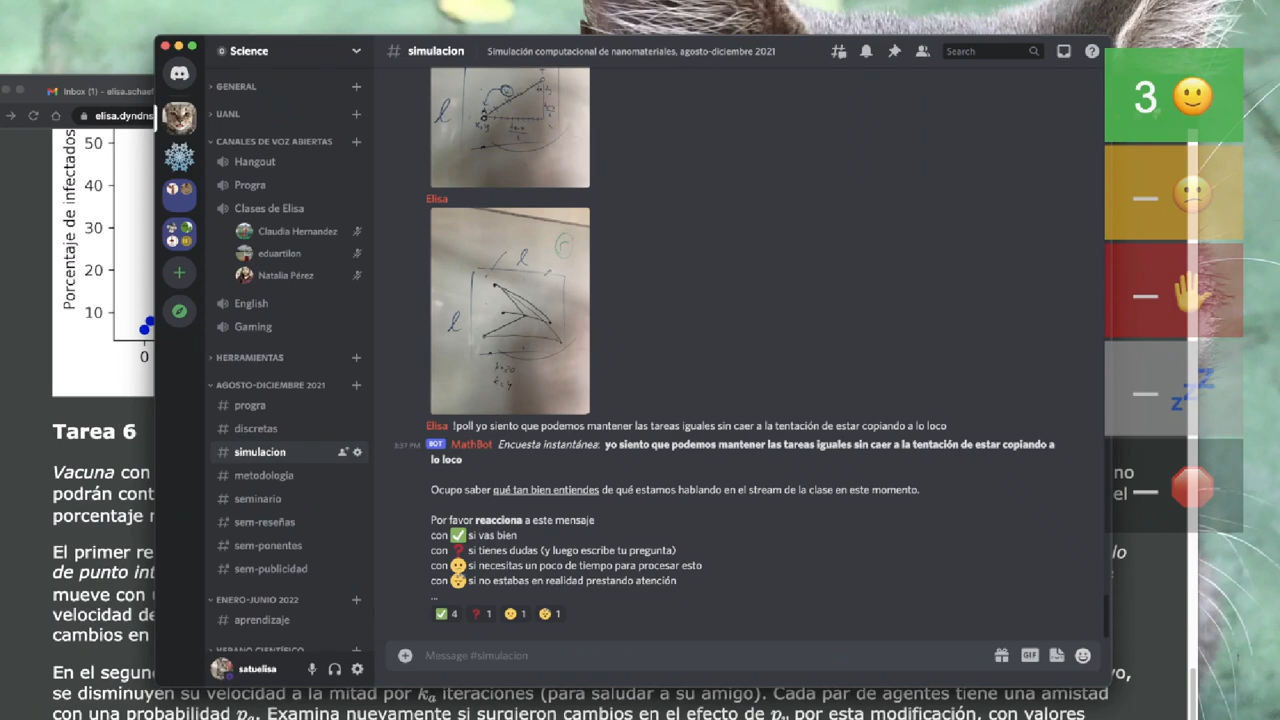 Science
# simulacion
Simulación computacional de nanomateriales, agosto-diciembre 2021
Search
GENERAL
UANL
CANALES DE VOZ ABIERTAS
Hangout
Progra
Clases de Elisa
Claudia Hernandez
eduartilon
Natalia Pérez
English
Gaming
HERRAMIENTAS
AGOSTO-DICIEMBRE 2021
# progra
# discretas
# simulacion
# metodologia
# seminario
# sem-reseñas
# sem-ponentes
# sem-publicidad
ENERO-JUNIO 2022
# aprendizaje
VERANO CIENTÍFICO
satuelisa
Elisa
l
l
Elisa !poll yo siento que podemos mantener las tareas iguales sin caer a la tentación de estar copiando a lo loco
3:37 PM BOT MathBot Encuesta instantánea: yo siento que podemos mantener las tareas iguales sin caer a la tentación de estar copiando a
lo loco
Ocupo saber qué tan bien entiendes de qué estamos hablando en el stream de la clase en este momento.
Por favor reacciona a este mensaje
con ✅ si vas bien
con ❓ si tienes dudas (y luego escribe tu pregunta)
con 😕 si necesitas un poco de tiempo para procesar esto
con 😴 si no estabas en realidad prestando atención
...
4 1 1 1
Message #simulacion
GIF
3
Inbox (1) - elisa.schaef
elisa.dyndns
Porcentaje de infectados
50
40
30
20
10
0
Tarea 6
Vacuna con
podrán cont
porcentaje
El primer re
de punto int
mueve con
velocidad de
cambios en
En el segund
se disminuyen su velocidad a la mitad por kₐ iteraciones (para saludar a su amigo). Cada par de agentes tiene una amistad
con una probabilidad pₐ. Examina nuevamente si surgieron cambios en el efecto de pᵥ por esta modificación, con valores
no
el
lo